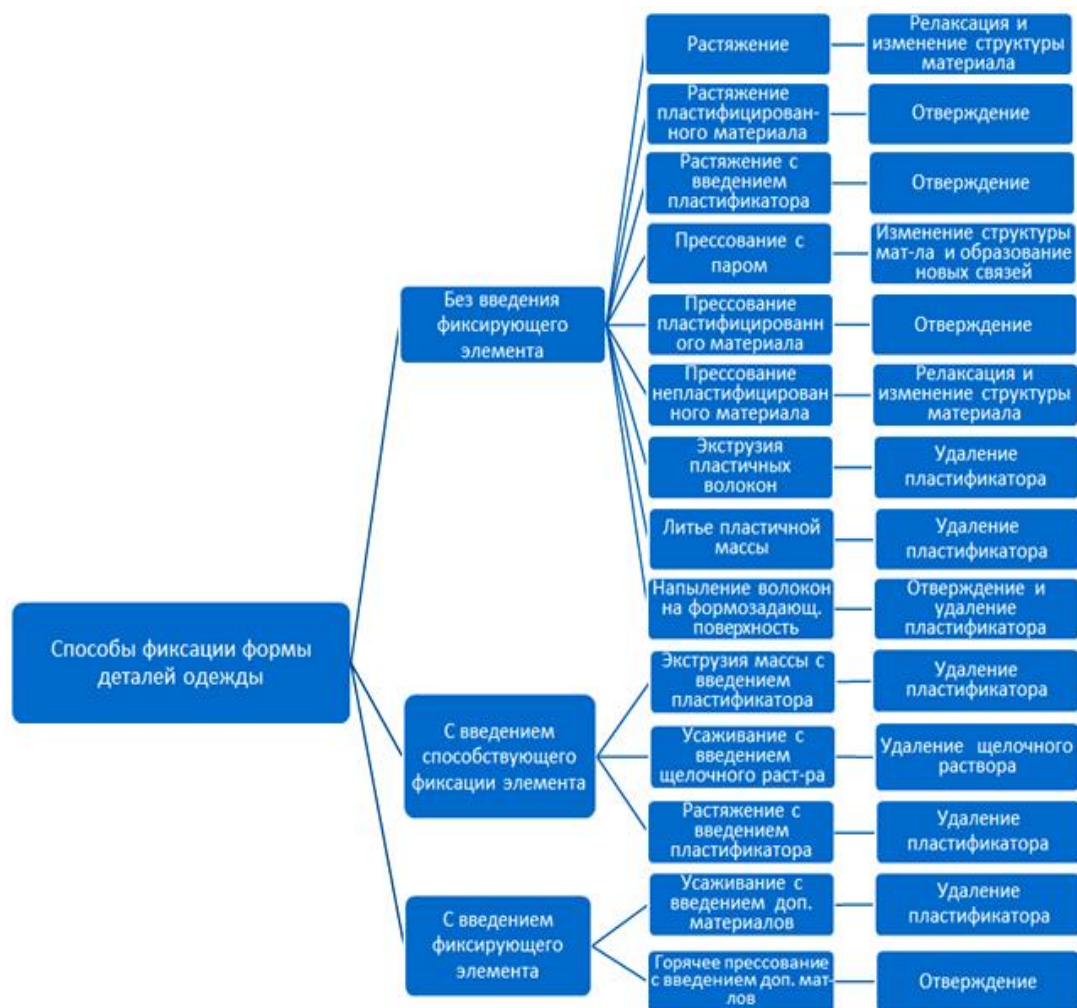 Способы фиксации формы
деталей одежды
Без введения
фиксирующего
элемента
Растяжение
Релаксация и
изменение структуры
материала
Растяжение
пластифицирован-
ного материала
Отверждение
Растяжение с
введением
пластификатора
Отверждение
Прессование с
паром
Изменение структуры
мат-ла и образование
новых связей
Прессование
пластифицированн
ого материала
Отверждение
Прессование
непластифицирован
ного материала
Релаксация и
изменение структуры
материала
Экструзия
пластичных
волокон
Удаление
пластификатора
Литье пластичной
массы
Удаление
пластификатора
Напыление волокон
на формозадающ.
поверхность
Отверждение и
удаление
пластификатора
С введением
способствующего
фиксации элемента
Экструзия массы с
введением
пластификатора
Удаление
пластификатора
Усаживание с
введением
щелочного раст-ра
Удаление щелочного
раствора
Растяжение с
введением
пластификатора
Удаление
пластификатора
С введением
фиксирующего
элемента
Усаживание с
введением доп.
материалов
Удаление
пластификатора
Горячее прессование
с введением доп. мат-
лов
Отверждение